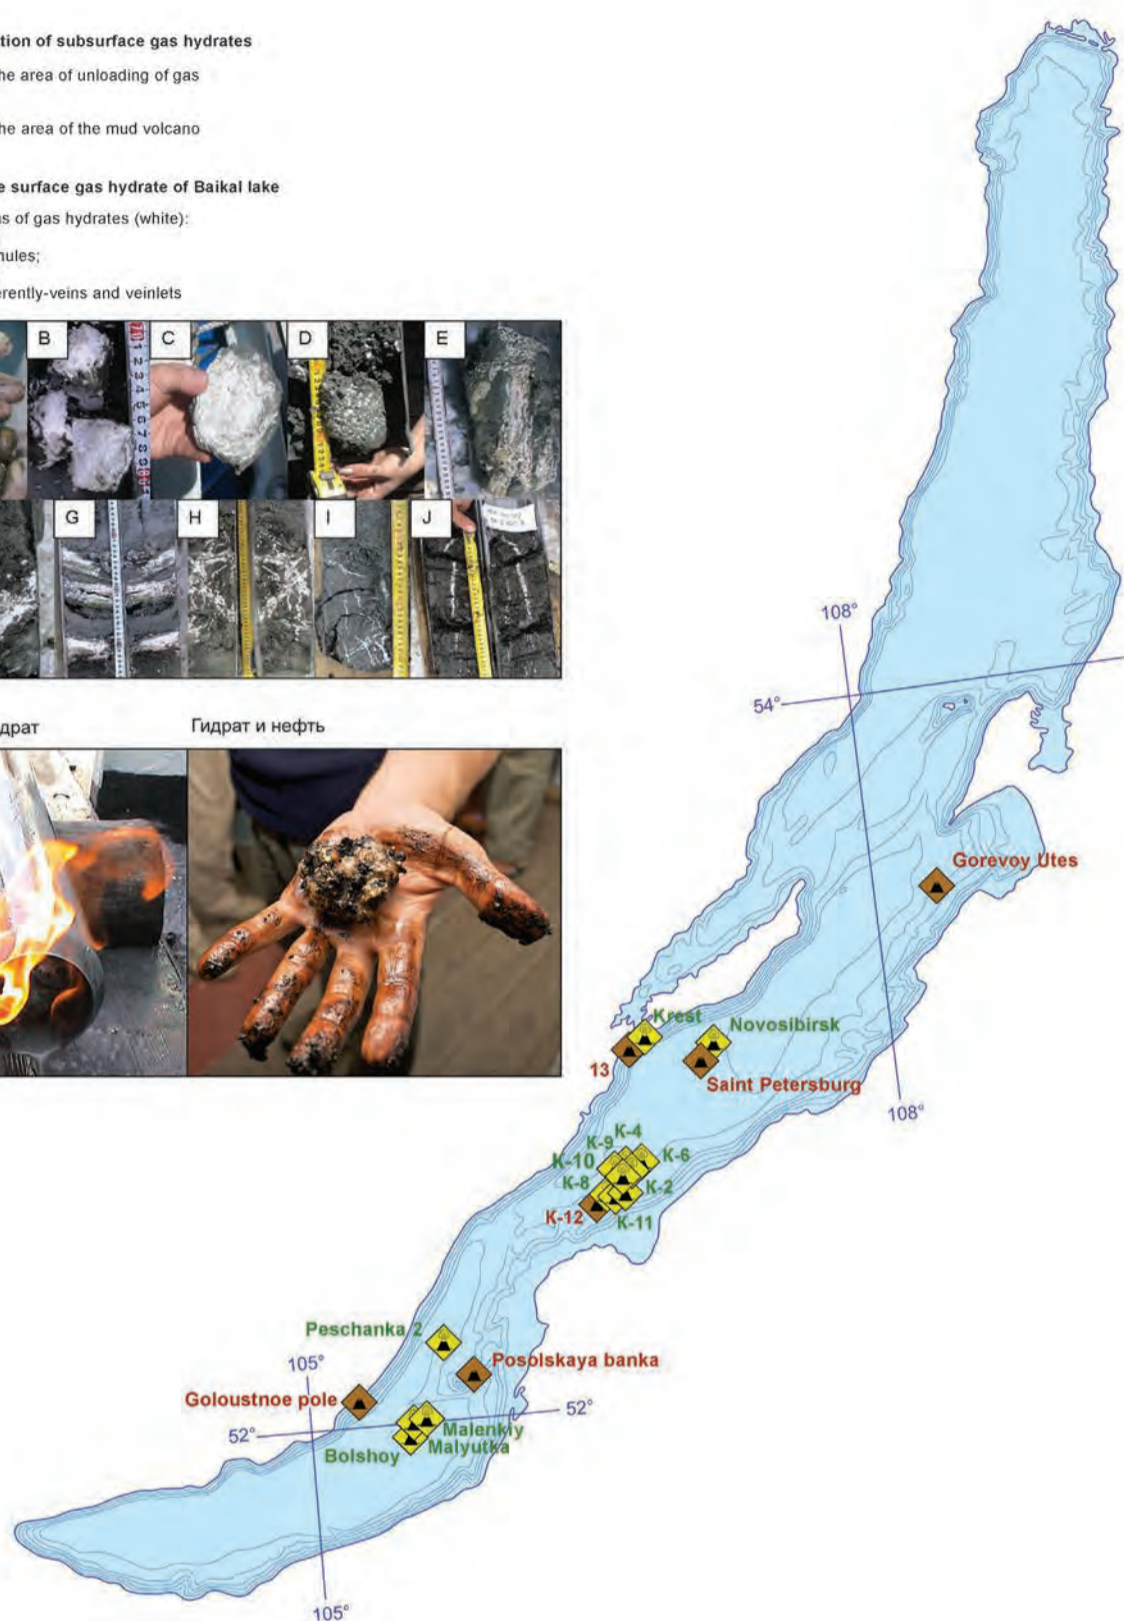 tion of subsurface gas hydrates
he area of unloading of gas
he area of the mud volcano
e surface gas hydrate of Baikal lake
s of gas hydrates (white):
nules;
erently-veins and veinlets
B
C
D
E
G
H
I
J
драт
Гидрат и нефть
108°
54°
Gorevoy Utes
Krest
Novosibirsk
13
Saint Petersburg
108°
K-9
K-4
K-10
K-6
K-8
K-2
K-12
K-11
Peschanka 2
105°
Posolskaya banka
Goloustnoe pole
52°
52°
Malenkiy
Malyutka
Bolshoy
105°